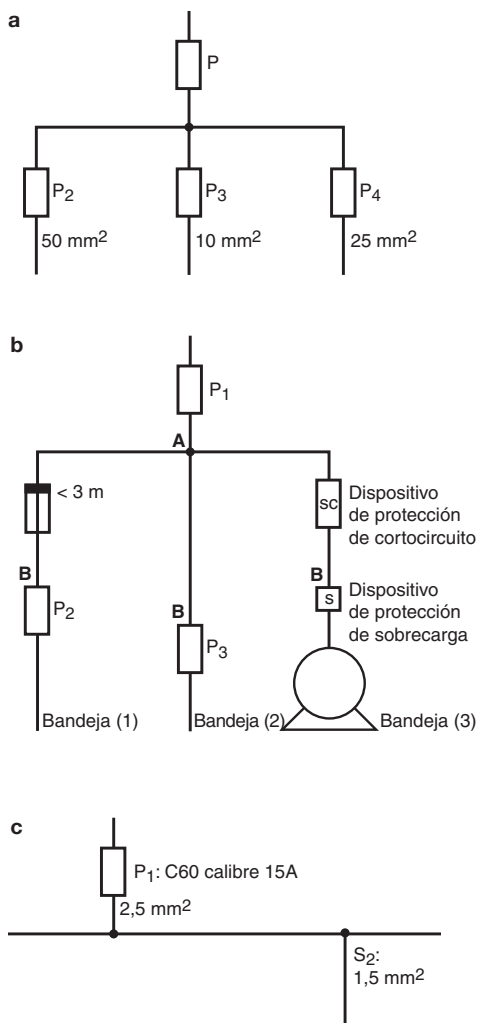 a
P
P2
P3
P4
50 mm2
10 mm2
25 mm2
b
P1
A
< 3 m
SC
Dispositivo
de protección
de cortocircuito
B
B
B
P2
P3
S
Dispositivo
de protección
de sobrecarga
Bandeja (1)
Bandeja (2)
Bandeja (3)
c
P1: C60 calibre 15A
2,5 mm2
S2:
1,5 mm2